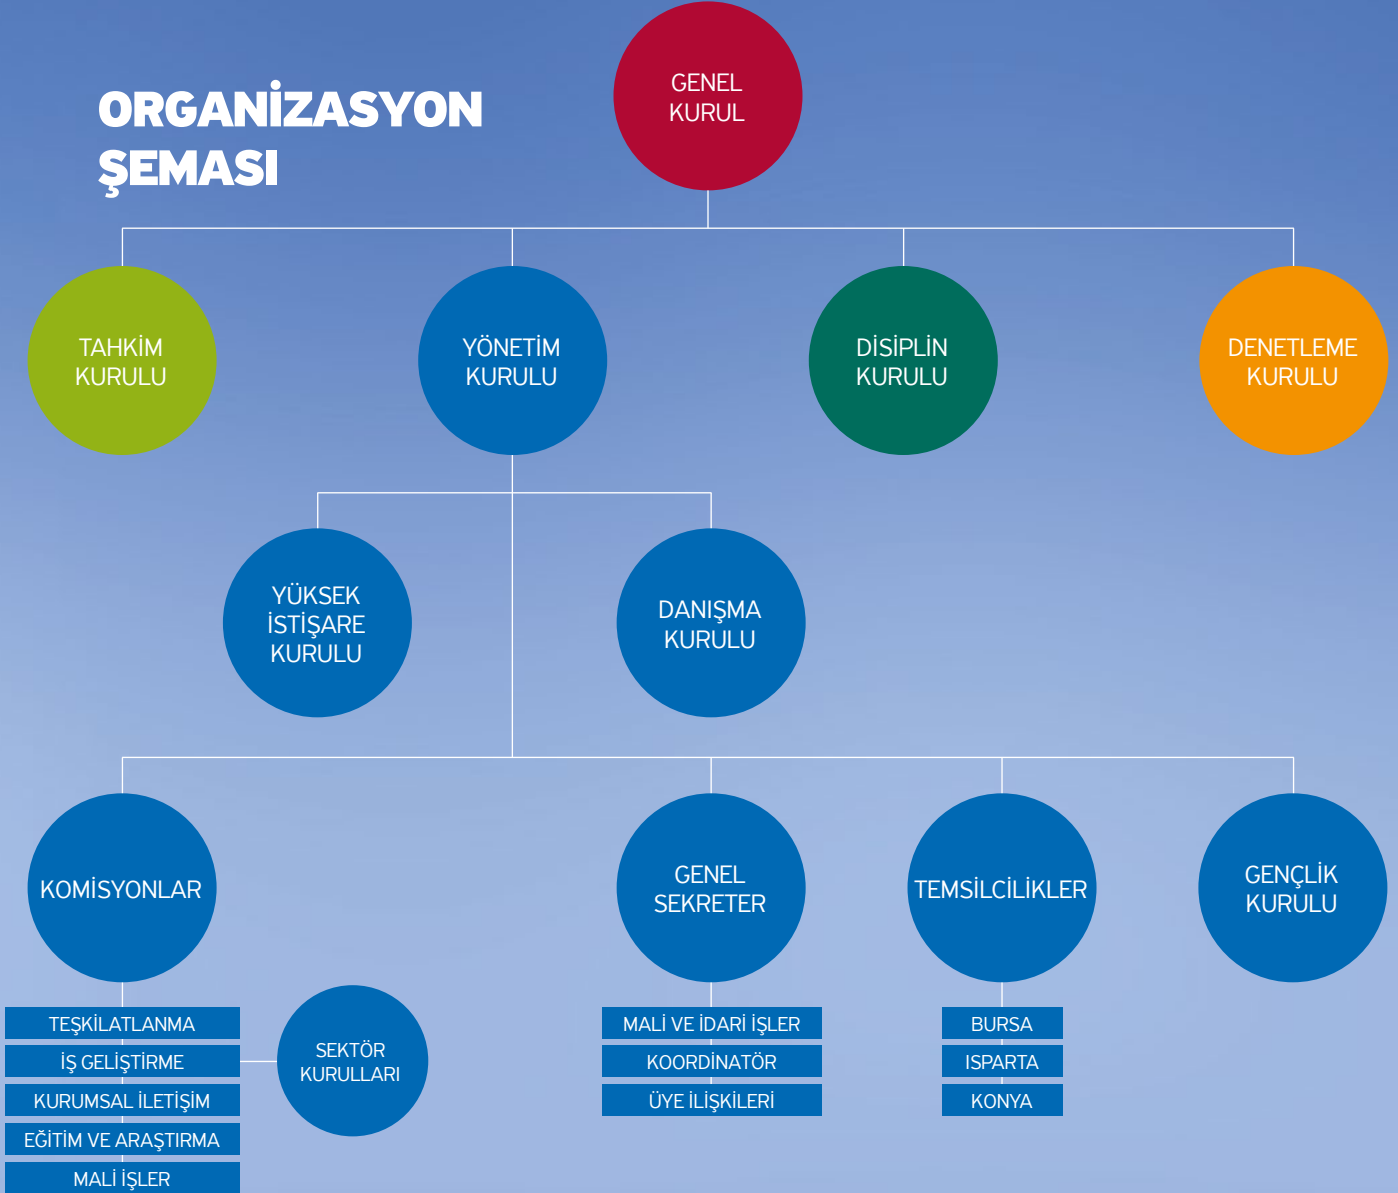 ORGANİZASYON
ŞEMASI
GENEL
KURUL
TAHKİM
KURULU
YÖNETİM
KURULU
DİSİPLİN
KURULU
DENETLEME
KURULU
YÜKSEK
İSTİŞARE
KURULU
DANIŞMA
KURULU
KOMİSYONLAR
GENEL
SEKRETER
TEMSİLCİLİKLER
GENÇLİK
KURULU
TEŞKİLATLANMA
İŞ GELİŞTİRME
KURUMSAL İLETİŞİM
EĞİTİM VE ARAŞTIRMA
MALİ İŞLER
SEKTÖR
KURULLARI
MALİ VE İDARİ İŞLER
KOORDİNATÖR
ÜYE İLİŞKİLERİ
BURSA
ISPARTA
KONYA